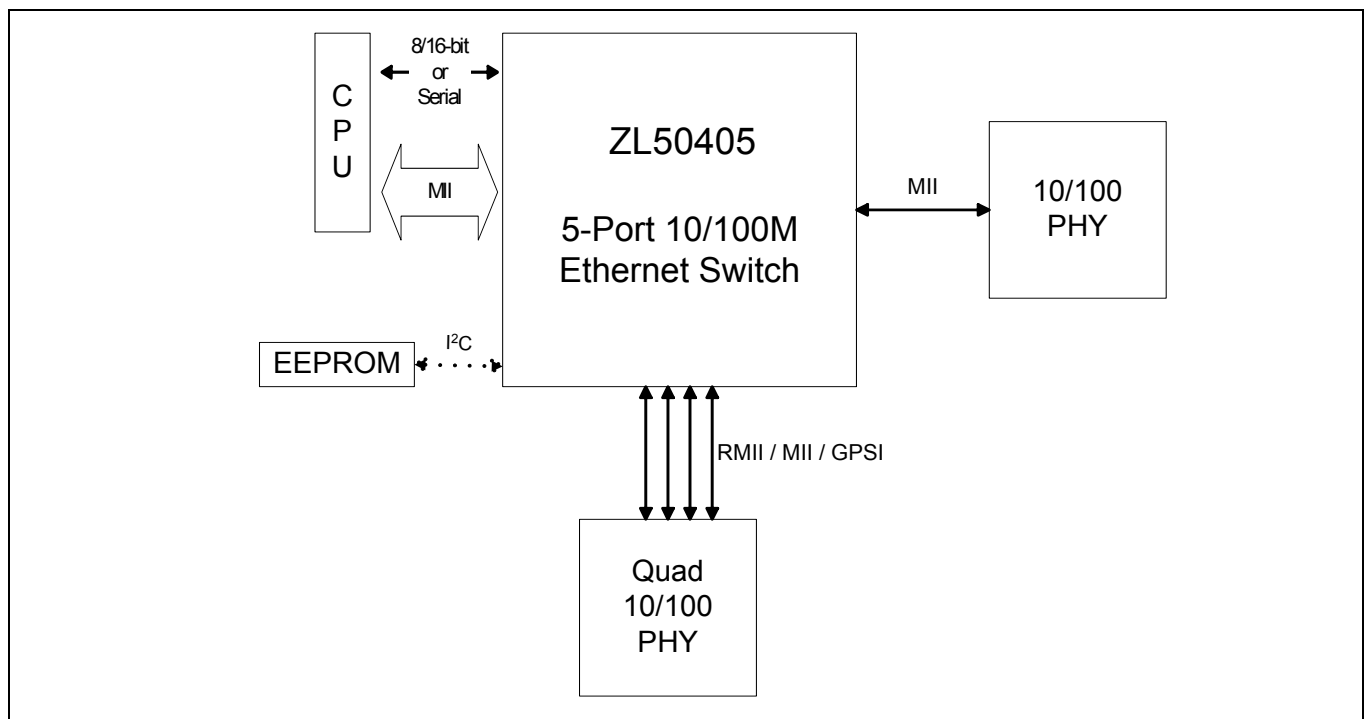 8/16-bit
or
Serial
C
P
U
MII
ZL50405
5-Port 10/100M
Ethernet Switch
MII
10/100
PHY
EEPROM
I²C
RMII / MII / GPSI
Quad
10/100
PHY